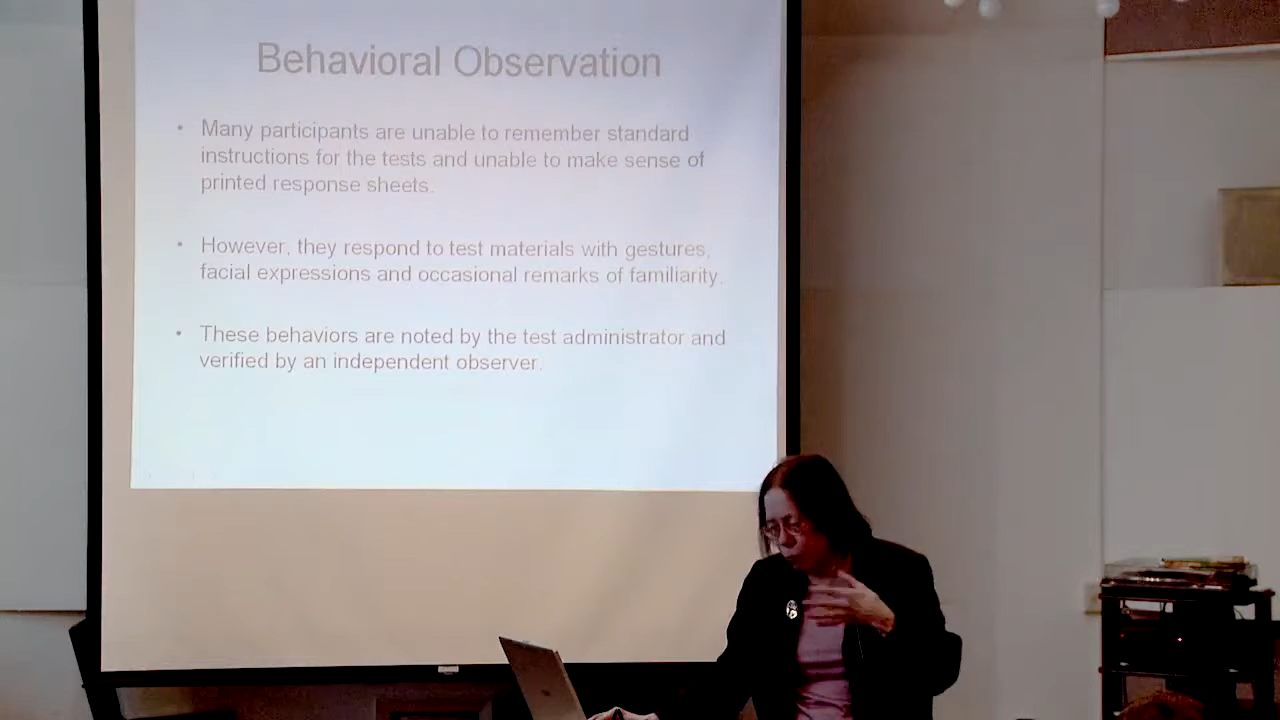 Behavioral Observation
• Many participants are unable to remember standard
instructions for the tests and unable to make sense of
printed response sheets.
• However, they respond to test materials with gestures,
facial expressions and occasional remarks of familiarity.
• These behaviors are noted by the test administrator and
verified by an independent observer.